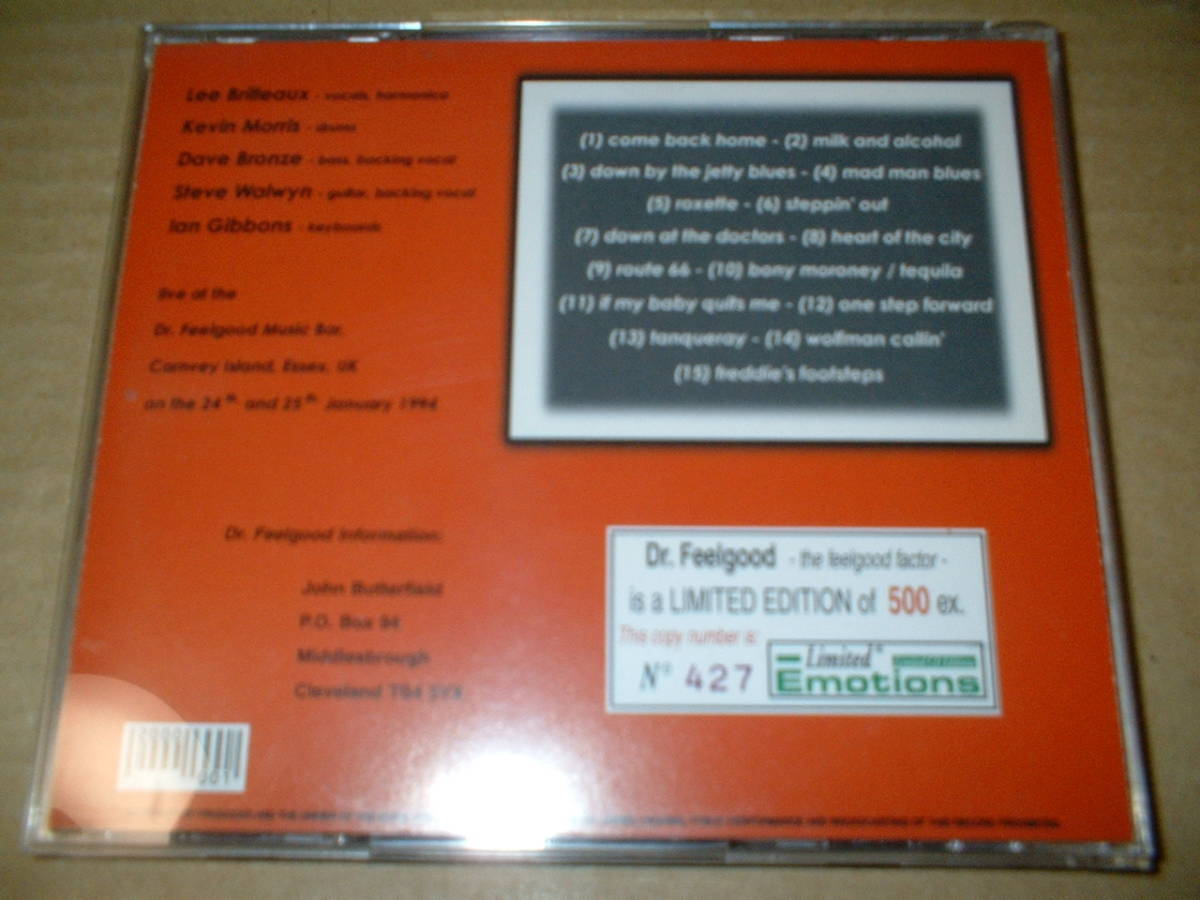 Lee Brilleaux - vocals, harmonica
Kevin Morris - drums
Dave Bronze - bass, backing vocal
Steve Walwyn - guitar, backing vocal
Ian Gibbons - keyboards
live at the
Dr. Feelgood Music Bar,
Canvey Island, Essex, UK
on the 24th and 25th January 1994
(1) come back home - (2) milk and alcohol
(3) down by the jetty blues - (4) mad man blues
(5) roxette - (6) steppin' out
(7) down at the doctors - (8) heart of the city
(9) route 66 - (10) bony moroney / tequila
(11) if my baby quits me - (12) one step forward
(13) tanqueray - (14) wolfman callin'
(15) freddie's footsteps
Dr. Feelgood Information:
John Butterfield
P.O. Box
Middlesbrough
Cleveland
Dr. Feelgood - the feelgood factor -
is a LIMITED EDITION of 500 ex.
This copy number is:
N° 427
Limited
Emotions
001